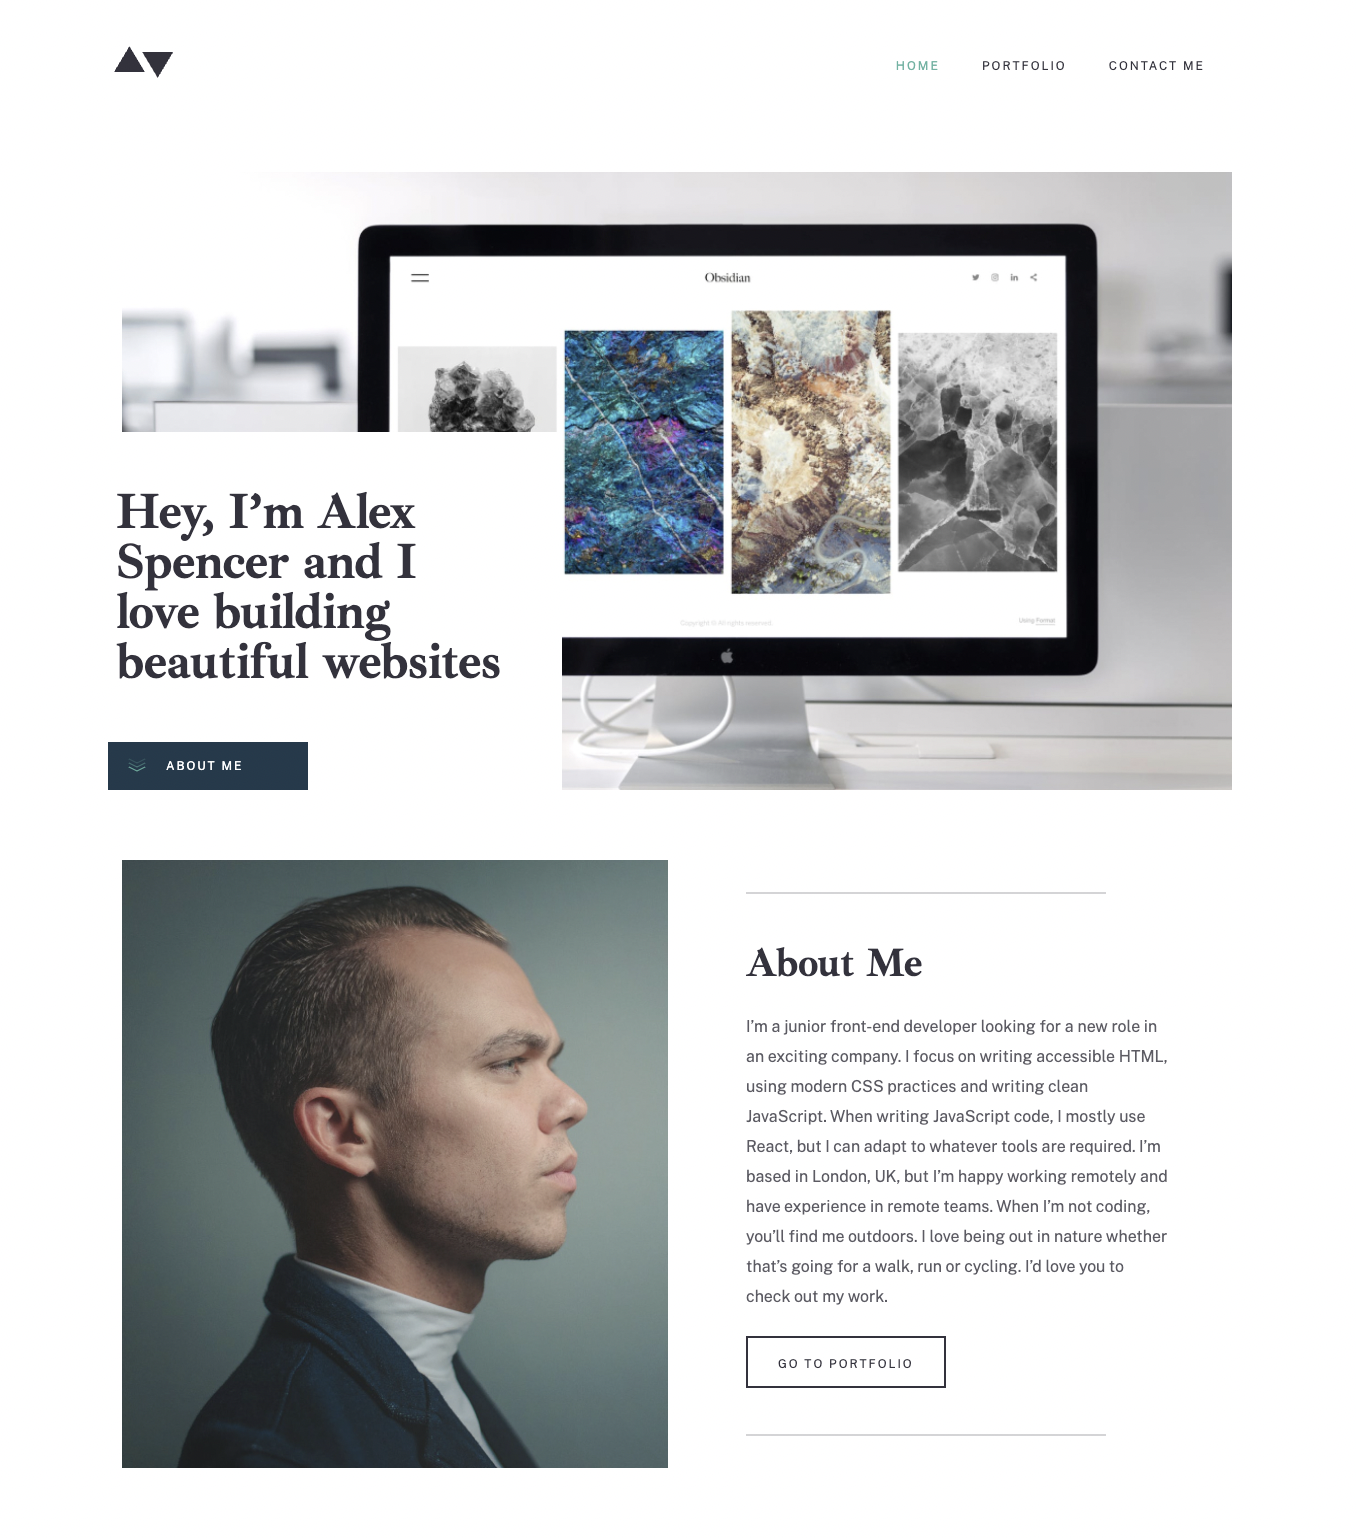 HOME PORTFOLIO CONTACT ME
Obsidian
Copyright © All rights reserved.
Using Format
Hey, I’m Alex
Spencer and I
love building
beautiful websites
ABOUT ME
About Me
I’m a junior front-end developer looking for a new role in
an exciting company. I focus on writing accessible HTML,
using modern CSS practices and writing clean
JavaScript. When writing JavaScript code, I mostly use
React, but I can adapt to whatever tools are required. I’m
based in London, UK, but I’m happy working remotely and
have experience in remote teams. When I’m not coding,
you’ll find me outdoors. I love being out in nature whether
that’s going for a walk, run or cycling. I’d love you to
check out my work.
GO TO PORTFOLIO